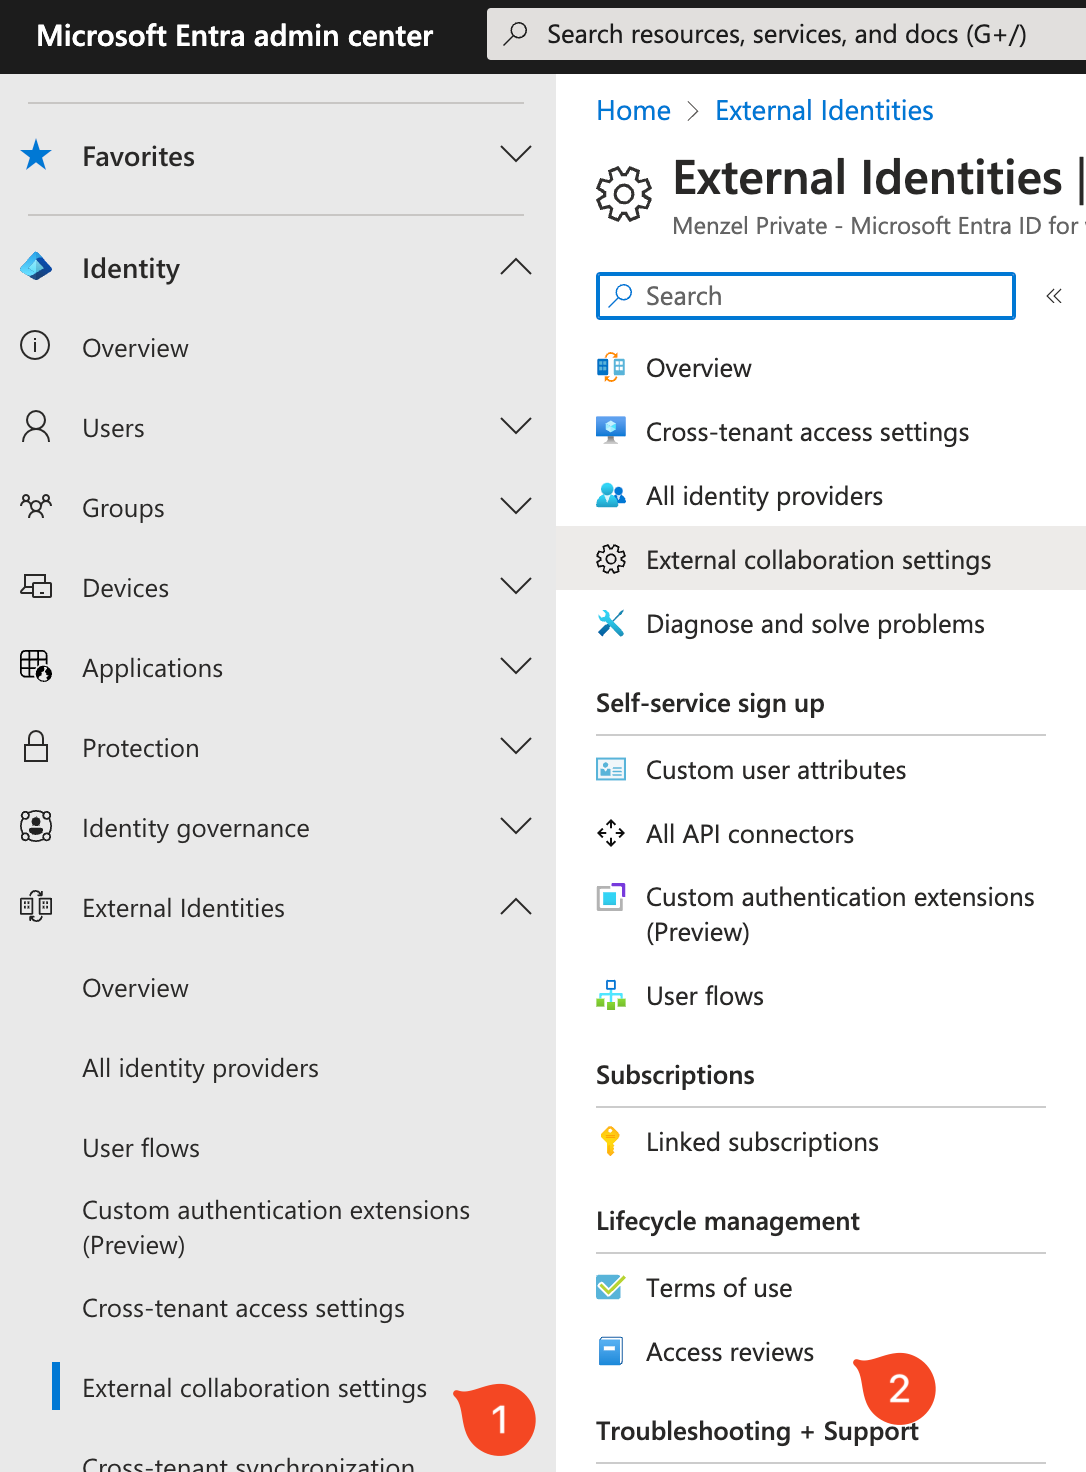 Microsoft Entra admin center
Search resources, services, and docs (G+/)
Favorites
Identity
Overview
Users
Groups
Devices
Applications
Protection
Identity governance
External Identities
Overview
All identity providers
User flows
Custom authentication extensions
(Preview)
Cross-tenant access settings
External collaboration settings
1
Cross-tenant synchronization
Home > External Identities
External Identities |
Menzel Private - Microsoft Entra ID for
Search
Overview
Cross-tenant access settings
All identity providers
External collaboration settings
Diagnose and solve problems
Self-service sign up
Custom user attributes
All API connectors
Custom authentication extensions
(Preview)
User flows
Subscriptions
Linked subscriptions
Lifecycle management
Terms of use
Access reviews
2
Troubleshooting + Support